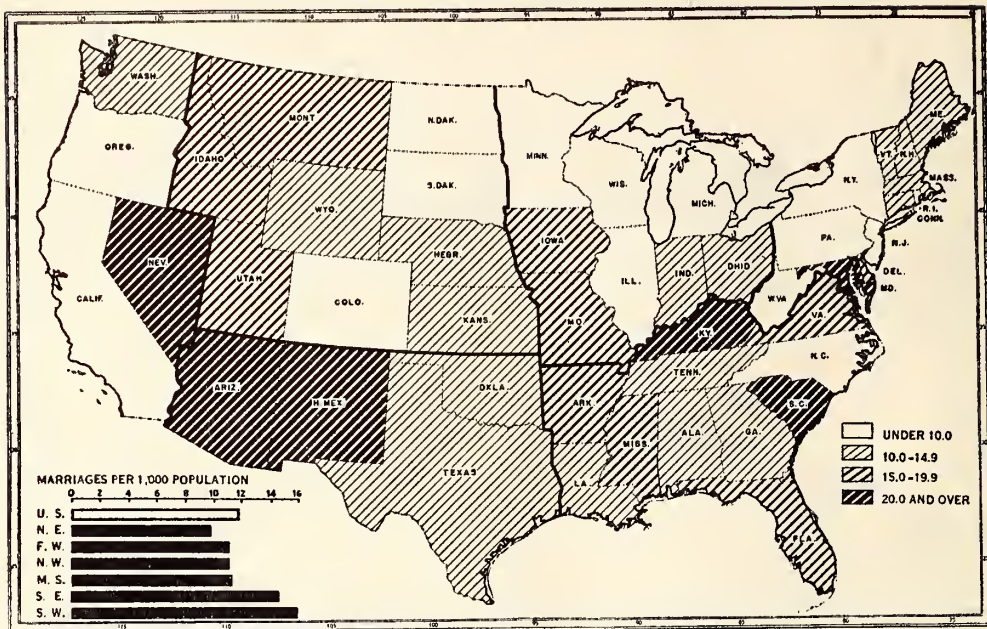 WASH.
MONT.
N.DAK.
MINN.
ME.
OREG.
IDAHO
S.DAK.
WIS.
MICH.
VT.
N.H.
N.Y.
MASS.
R.I.
CONN.
WYO.
IOWA
PA.
N.J.
NEV.
UTAH
NEBR.
ILL.
IND.
OHIO
DEL.
MD.
CALIF.
COLO.
KANS.
MO.
W.VA.
VA.
KY.
N.C.
ARIZ.
N.MEX.
OKLA.
ARK.
TENN.
S.C.
TEXAS
LA.
MISS.
ALA.
GA.
FLA.
UNDER 10.0
10.0-14.9
15.0-19.9
20.0 AND OVER
MARRIAGES PER 1,000 POPULATION
0 2 4 6 8 10 12 14 16
U. S.
N. E.
F. W.
N. W.
M. S.
S. E.
S. W.